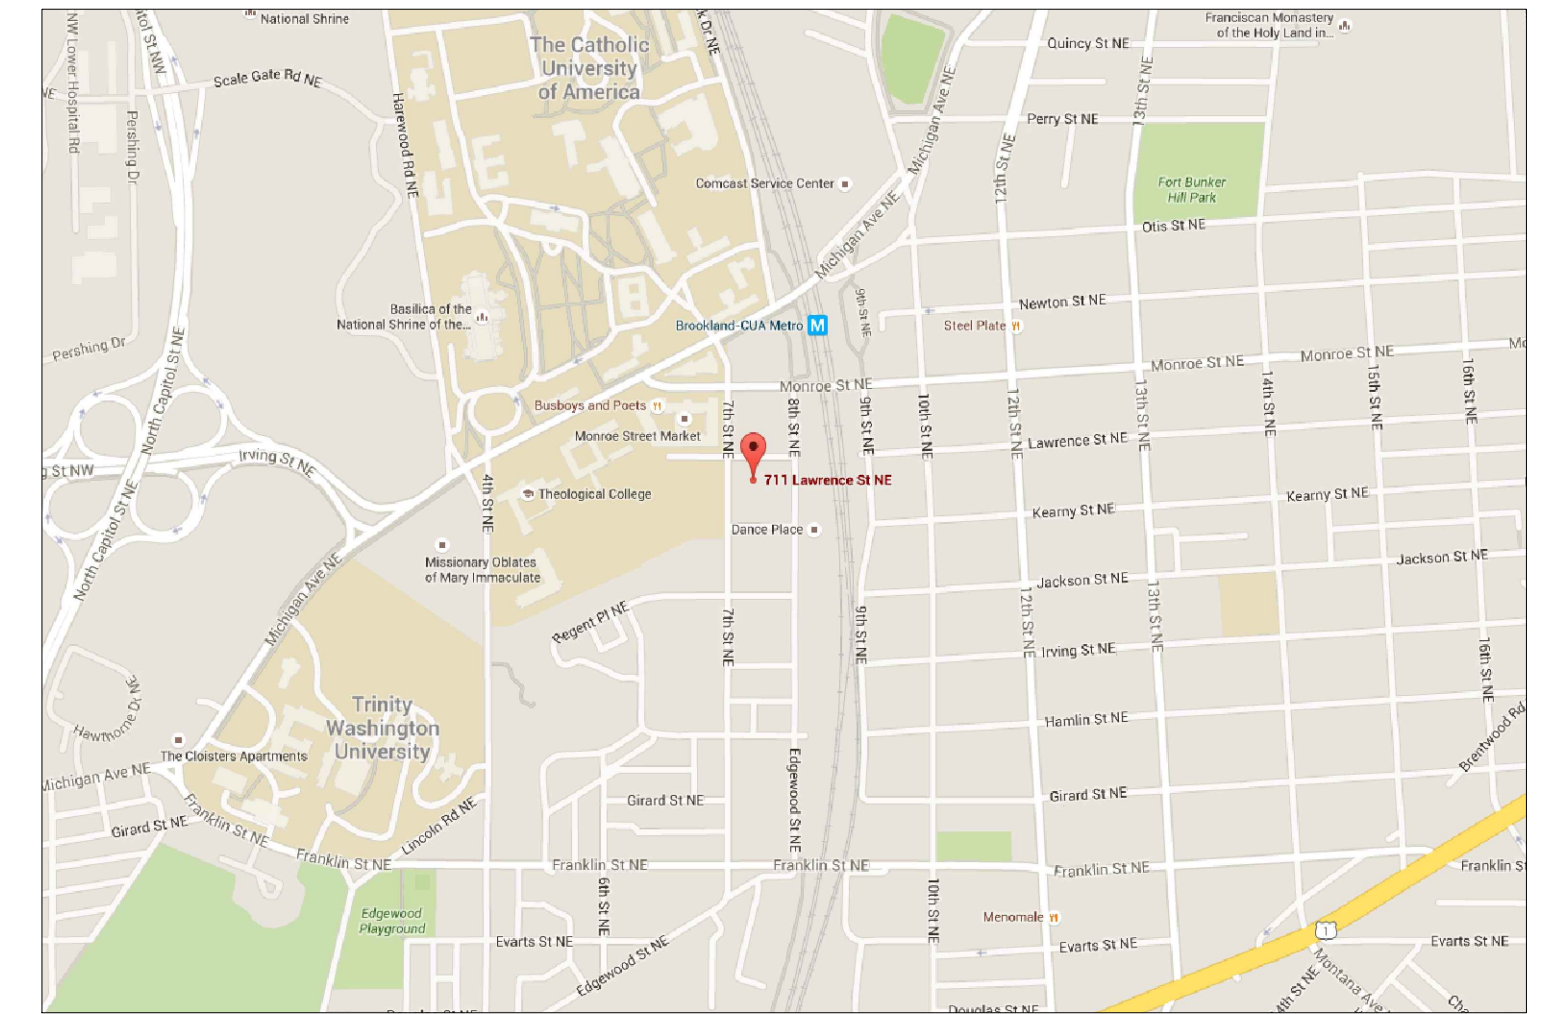 National Shrine
Franciscan Monastery
of the Holy Land in...
Quincy St NE
The Catholic
University
of America
Scale Gate Rd NE
NW Lower Hospital Rd
Pershing Dr
Harewood Rd NE
Michigan Ave NE
Perry St NE
13th St NE
12th St NE
Comcast Service Center
Fort Bunker
Hill Park
Michigan Ave NE
Otis St NE
Michigan Ave NE
Basilica of the
National Shrine of the...
Brookland-CUA Metro
M
9th St NE
Newton St NE
Steel Plate
Pershing Dr
North Capitol St NE
Monroe St NE
Monroe St NE
Monroe St NE
Busboys and Poets
Monroe Street Market
7th St NE
8th St NE
9th St NE
10th St NE
12th St NE
13th St NE
14th St NE
15th St NE
16th St NE
Lawrence St NE
Irving St NE
g St NW
711 Lawrence St NE
Theological College
4th St NE
Kearny St NE
Kearny St NE
Dance Place
North Capitol St NE
Missionary Oblates
of Mary Immaculate
Jackson St NE
Jackson St NE
Michigan Ave NE
Regent Pl NE
7th St NE
9th St NE
12th St NE
13th St NE
Irving St NE
16th St NE
Hawthorne Dr NE
Trinity
Washington
University
Hamlin St NE
Brentwood Rd
The Cloisters Apartments
Michigan Ave NE
Edgewood St NE
Girard St NE
Girard St NE
Girard St NE
Lincoln Rd NE
Franklin St NE
Franklin St NE
Franklin St NE
Franklin St NE
Franklin St NE
Franklin St
6th St NE
10th St NE
Edgewood
Playground
Menomale
1
Evarts St NE
Evarts St NE
Evarts St NE
Edgewood St NE
Montana Ave
Douglas St NE